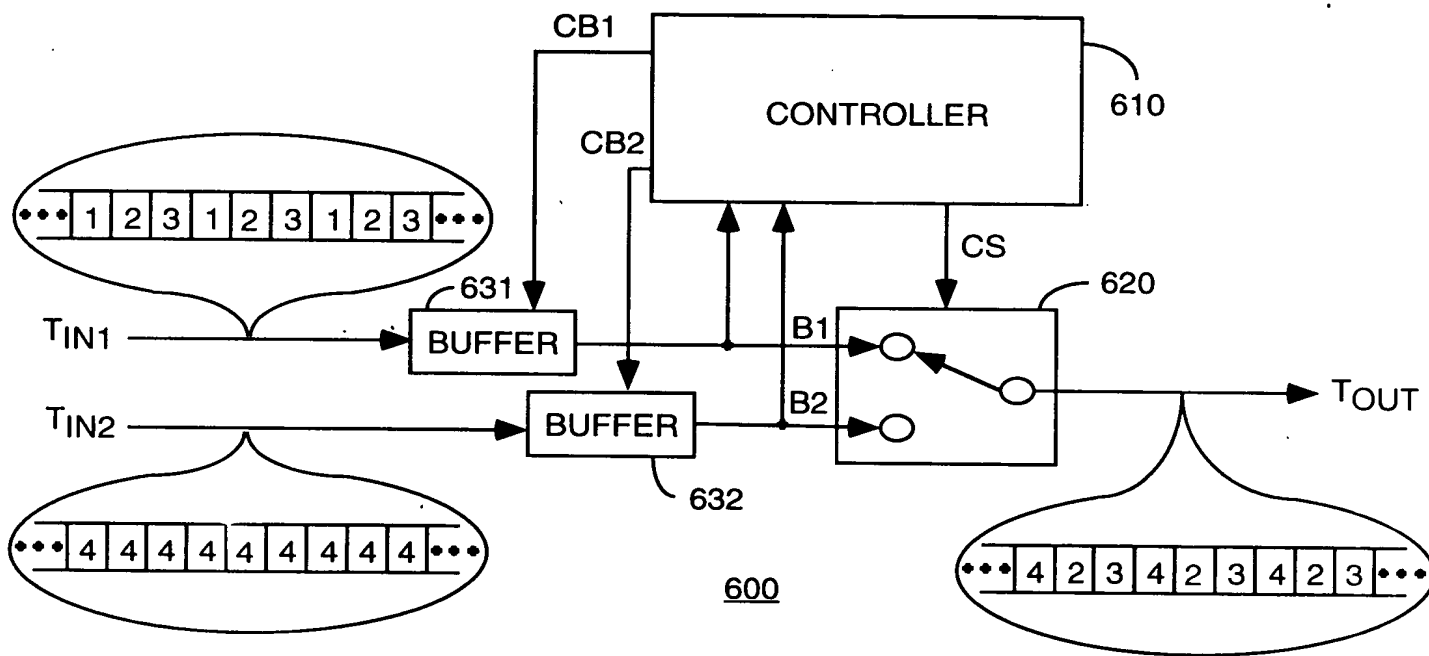 CB1
CONTROLLER
610
CB2
••• 1 2 3 1 2 3 1 2 3 •••
CS
631
620
TIN1
BUFFER
B1
TIN2
BUFFER
B2
TOUT
632
••• 4 4 4 4 4 4 4 4 4 •••
600
••• 4 2 3 4 2 3 4 2 3 •••